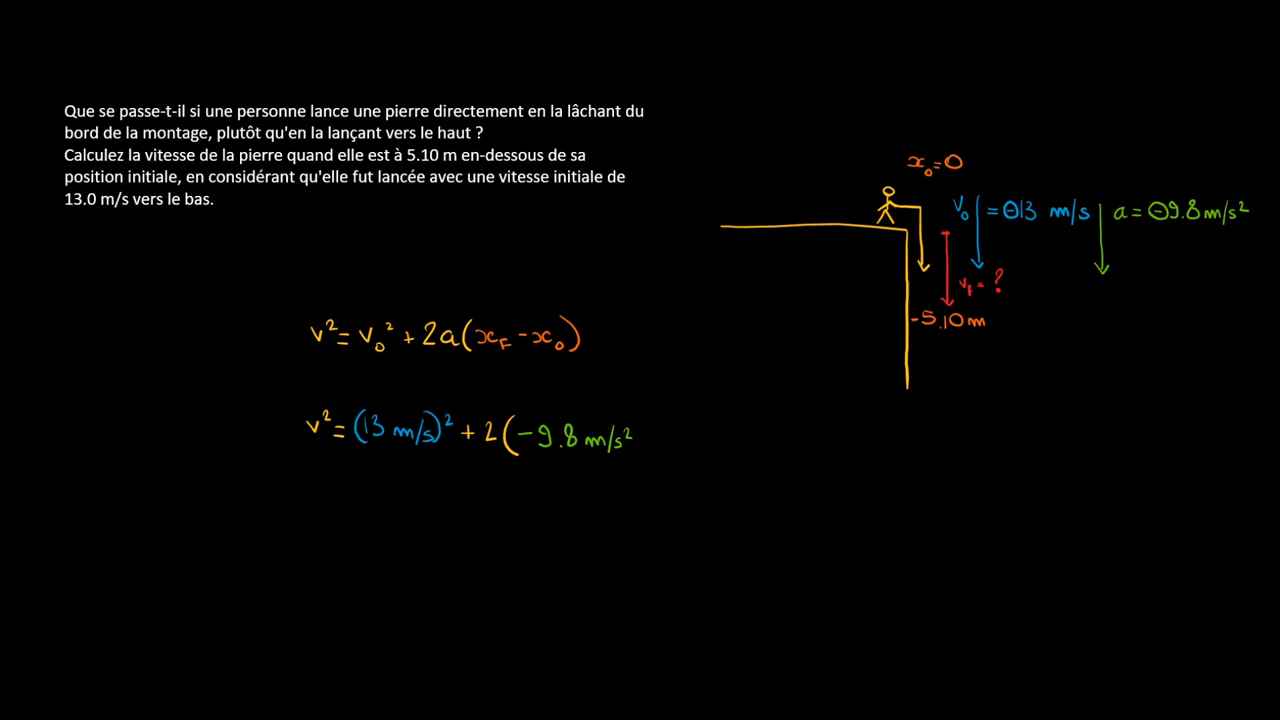 Que se passe-t-il si une personne lance une pierre directement en la lâchant du
bord de la montage, plutôt qu'en la lançant vers le haut ?
Calculez la vitesse de la pierre quand elle est à 5.10 m en-dessous de sa
position initiale, en considérant qu'elle fut lancée avec une vitesse initiale de
13.0 m/s vers le bas.
x₀=0
v₀ = -13 m/s
a = -9.8 m/s²
v_f = ?
-5.10 m
v² = v₀² + 2a(x_F - x₀)
v² = (13 m/s)² + 2(-9.8 m/s²